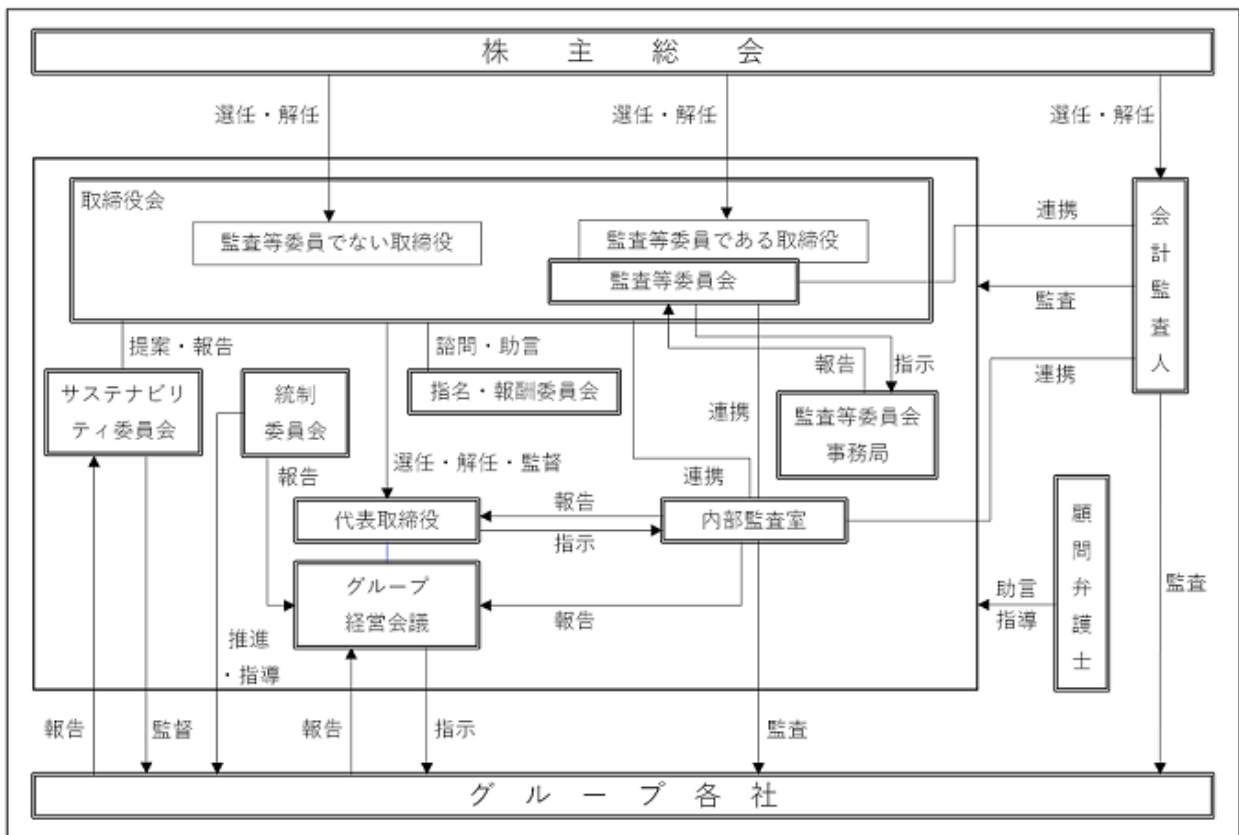 株主総会
選任・解任
選任・解任
選任・解任
取締役会
監査等委員でない取締役
監査等委員である取締役
監査等委員会
会計監査人
連携
監査
連携
提案・報告
諮問・助言
報告
指示
サステナビリ
ティ委員会
統制
委員会
指名・報酬委員会
連携
監査等委員会
事務局
報告
選任・解任・監督
連携
代表取締役
報告
指示
内部監査室
顧問弁護士
グループ
経営会議
報告
助言
指導
監査
推進
・指導
報告
監督
報告
指示
監査
グループ各社